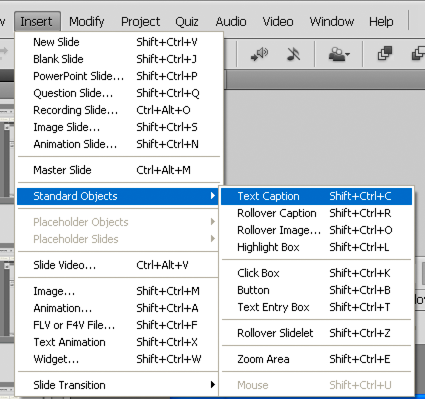 Insert Modify Project Quiz Audio Video Window Help
New Slide Shift+Ctrl+V
Blank Slide Shift+Ctrl+J
PowerPoint Slide... Shift+Ctrl+P
Question Slide... Shift+Ctrl+Q
Recording Slide... Ctrl+Alt+O
Image Slide... Shift+Ctrl+S
Animation Slide... Shift+Ctrl+N
Master Slide Ctrl+Alt+M
Standard Objects
Placeholder Objects
Placeholder Slides
Slide Video... Ctrl+Alt+V
Image... Shift+Ctrl+M
Animation... Shift+Ctrl+A
FLV or F4V File... Shift+Ctrl+F
Text Animation Shift+Ctrl+X
Widget... Shift+Ctrl+W
Slide Transition
Text Caption Shift+Ctrl+C
Rollover Caption Shift+Ctrl+R
Rollover Image... Shift+Ctrl+O
Highlight Box Shift+Ctrl+L
Click Box Shift+Ctrl+K
Button Shift+Ctrl+B
Text Entry Box Shift+Ctrl+T
Rollover Slidelet Shift+Ctrl+Z
Zoom Area Shift+Ctrl+E
Mouse Shift+Ctrl+U